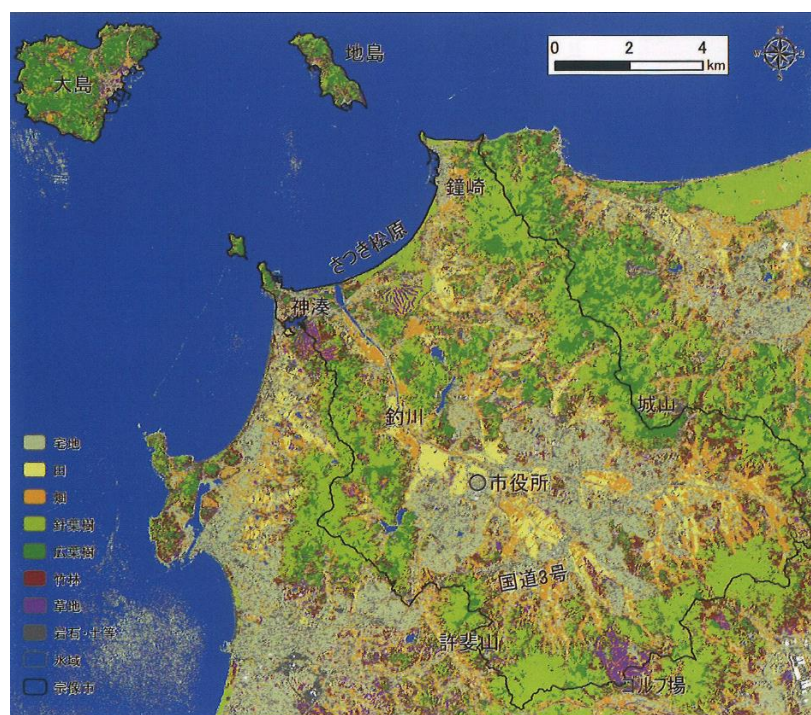 大島
地島
0 2 4
km
鐘崎
さつき松原
神湊
城山
釣川
市役所
国道3号
許斐山
ゴルフ場
宅地
田
畑
針葉樹
広葉樹
竹林
草地
岩石・土等
水域
宗像市